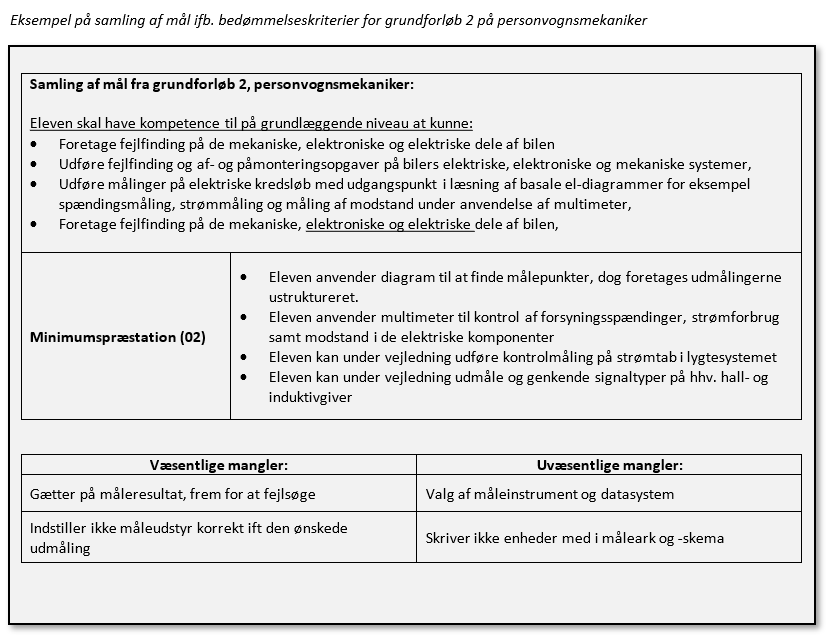 Eksempel på samling af mål ifb. bedømmelseskriterier for grundforløb 2 på personvognsmekaniker
Samling af mål fra grundforløb 2, personvognsmekaniker:
Eleven skal have kompetence til på grundlæggende niveau at kunne:
• Foretage fejlfinding på de mekaniske, elektroniske og elektriske dele af bilen
• Udføre fejlfinding og af- og påmonteringsopgaver på bilers elektriske, elektroniske og mekaniske systemer,
• Udføre målinger på elektriske kredsløb med udgangspunkt i læsning af basale el-diagrammer for eksempel
spændingsmåling, strømmåling og måling af modstand under anvendelse af multimeter,
• Foretage fejlfinding på de mekaniske, elektroniske og elektriske dele af bilen,
Minimumspræstation (02)
• Eleven anvender diagram til at finde målepunkter, dog foretages udmålingerne
ustruktureret.
• Eleven anvender multimeter til kontrol af forsyningsspændinger, strømforbrug
samt modstand i de elektriske komponenter
• Eleven kan under vejledning udføre kontrolmåling på strømtab i lygtesystemet
• Eleven kan under vejledning udmåle og genkende signaltyper på hhv. hall- og
induktivgiver
Væsentlige mangler:
Uvæsentlige mangler:
Gætter på måleresultat, frem for at fejlsøge
Valg af måleinstrument og datasystem
Indstiller ikke måleudstyr korrekt ift den ønskede
udmåling
Skriver ikke enheder med i måleark og -skema